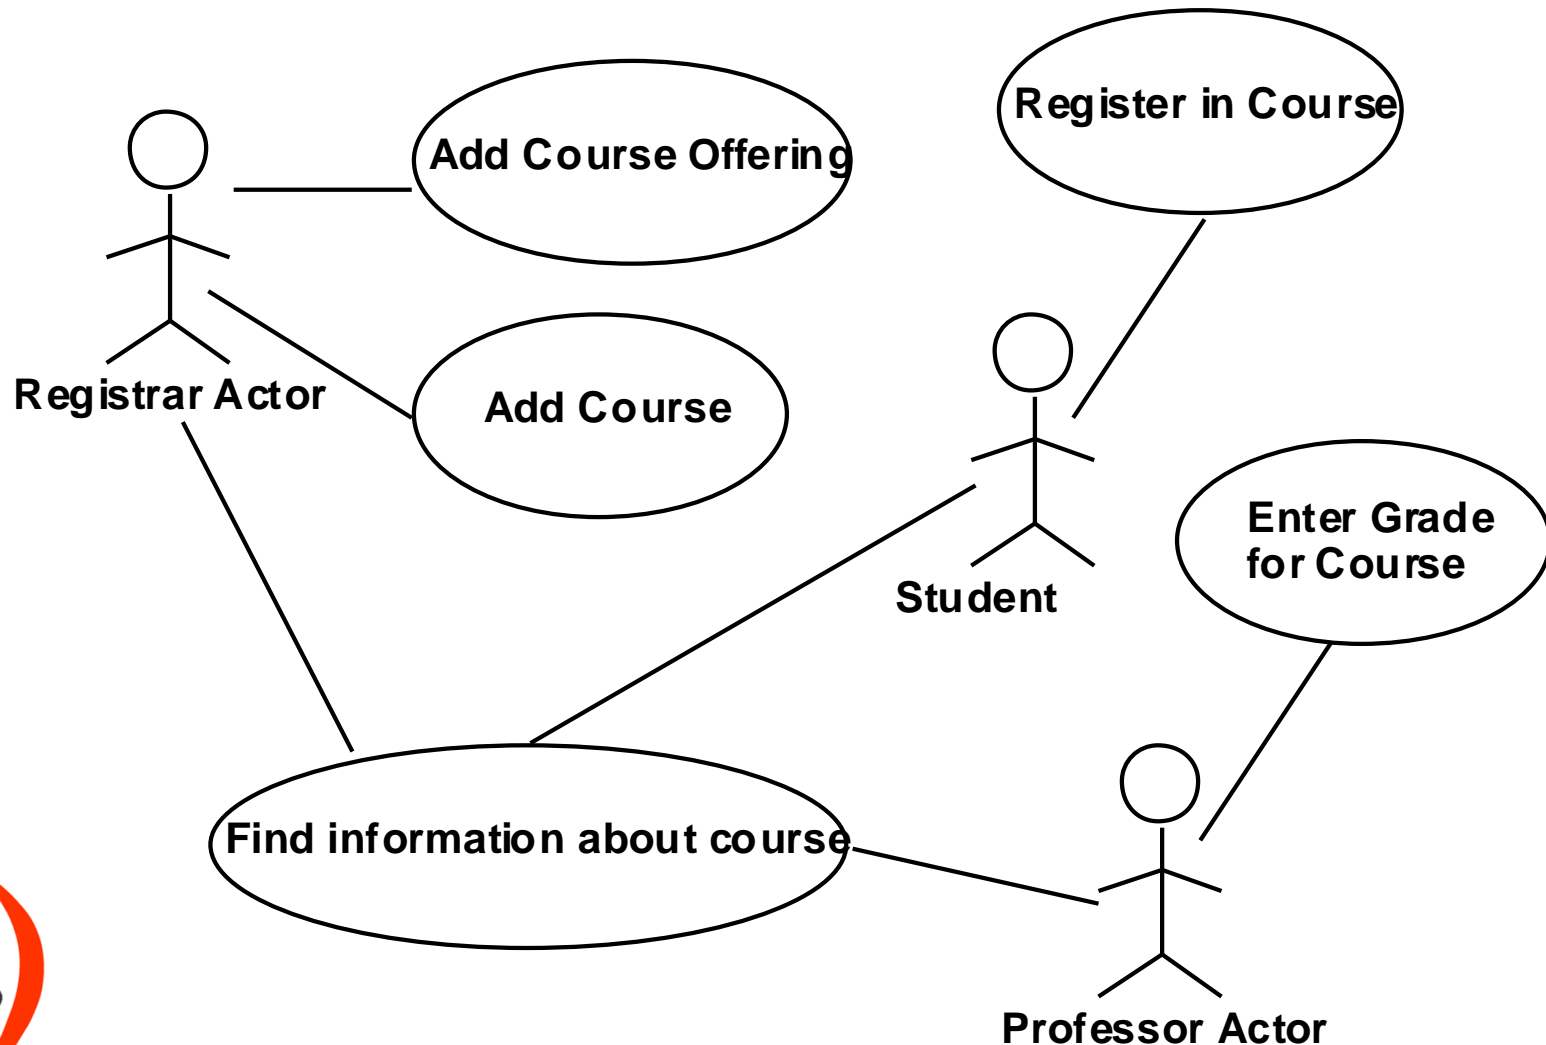 Register in Course
Add Course Offering
Registrar Actor
Add Course
Enter Grade
for Course
Student
Find information about course
Professor Actor